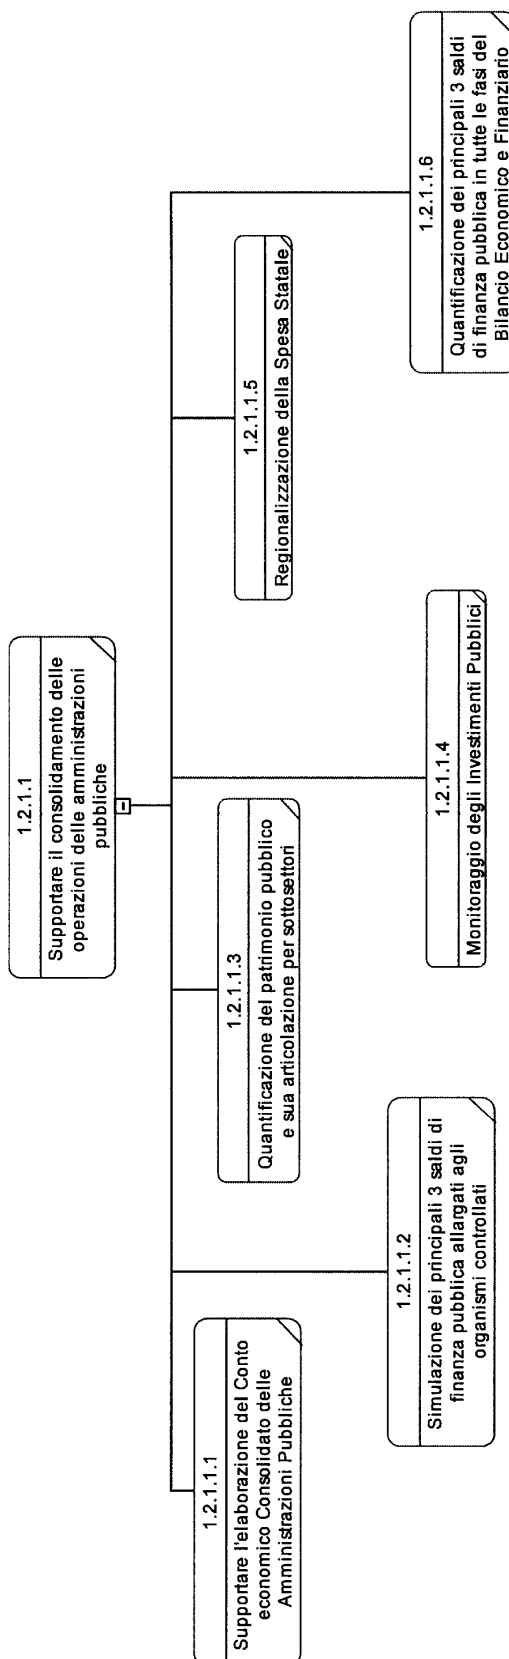 1.2.1.1
Supportare il consolidamento delle
operazioni delle amministrazioni
pubbliche
1.2.1.1.1
Supportare l'elaborazione del Conto
economico Consolidato delle
Amministrazioni Pubbliche
1.2.1.1.2
Simulazione dei principali 3 saldi di
finanza pubblica allargati agli
organismi controllati
1.2.1.1.3
Quantificazione del patrimonio pubblico
e sua articolazione per sottosettori
1.2.1.1.4
Monitoraggio degli Investimenti Pubblici
1.2.1.1.5
Regionalizzazione della Spesa Statale
1.2.1.1.6
Quantificazione dei principali 3 saldi
di finanza pubblica in tutte le fasi del
Bilancio Economico e Finanziario